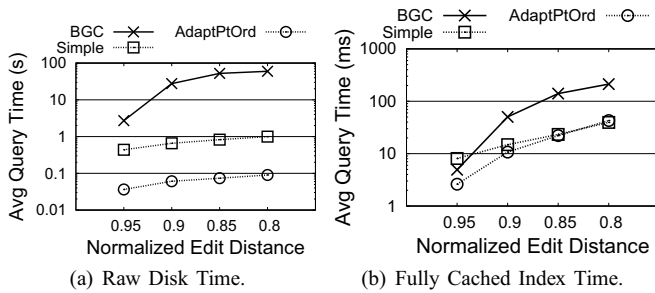 BGC
Simple
AdaptPtOrd
Avg Query Time (s)
100
10
1
0.1
0.01
0.95 0.9 0.85 0.8
Normalized Edit Distance
(a) Raw Disk Time.
BGC
Simple
AdaptPtOrd
Avg Query Time (ms)
1000
100
10
1
0.95 0.9 0.85 0.8
Normalized Edit Distance
(b) Fully Cached Index Time.